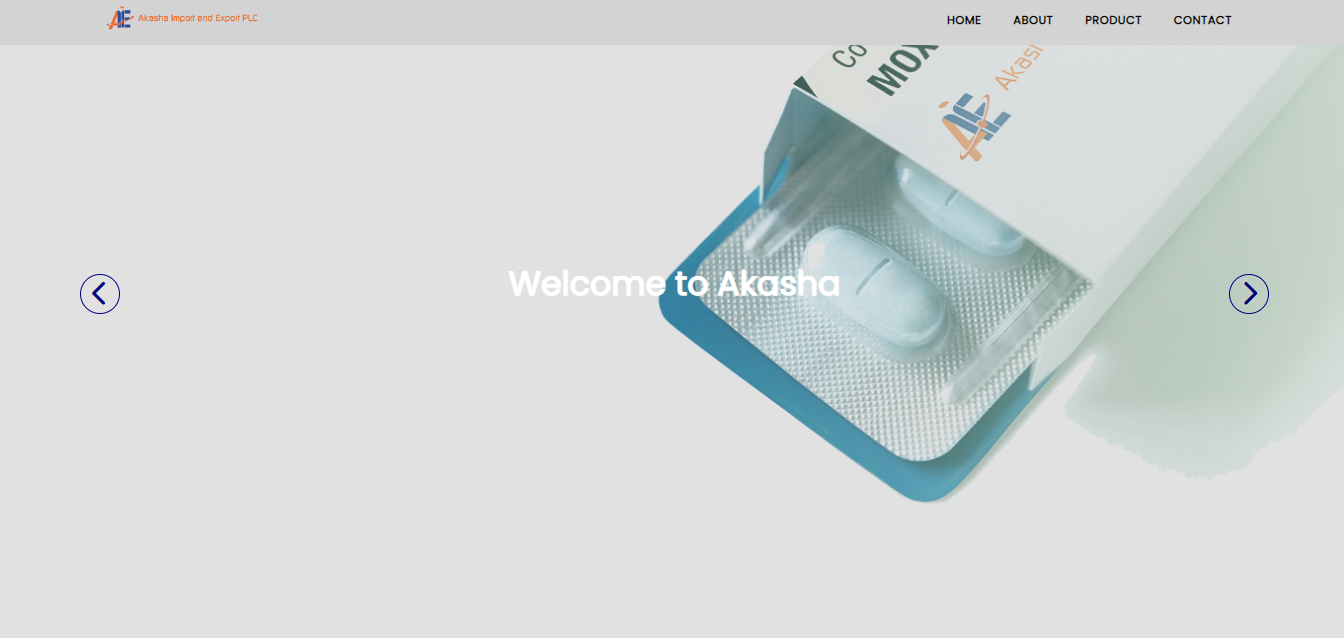 Akasha Import and Export PLC
HOME ABOUT PRODUCT CONTACT
Co
MOX
Akas
Welcome to Akasha